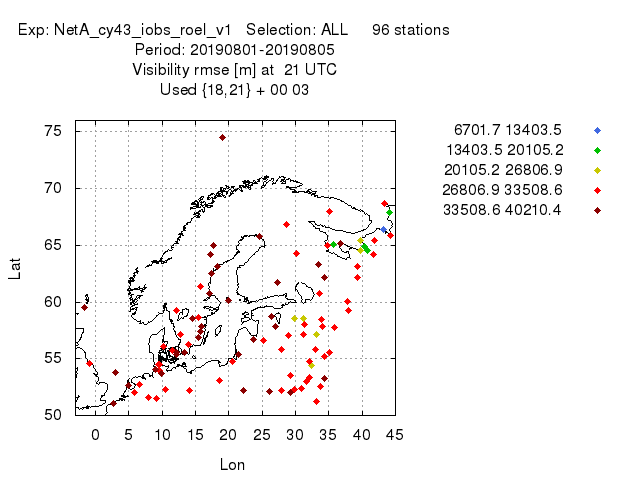 Exp: NetA_cy43_iobs_roel_v1 Selection: ALL 96 stations
Period: 20190801-20190805
Visibility rmse [m] at 21 UTC
Used {18,21} + 00 03
6701.7 13403.5
13403.5 20105.2
20105.2 26806.9
26806.9 33508.6
33508.6 40210.4
75
70
65
60
55
50
Lat
0 5 10 15 20 25 30 35 40 45
Lon